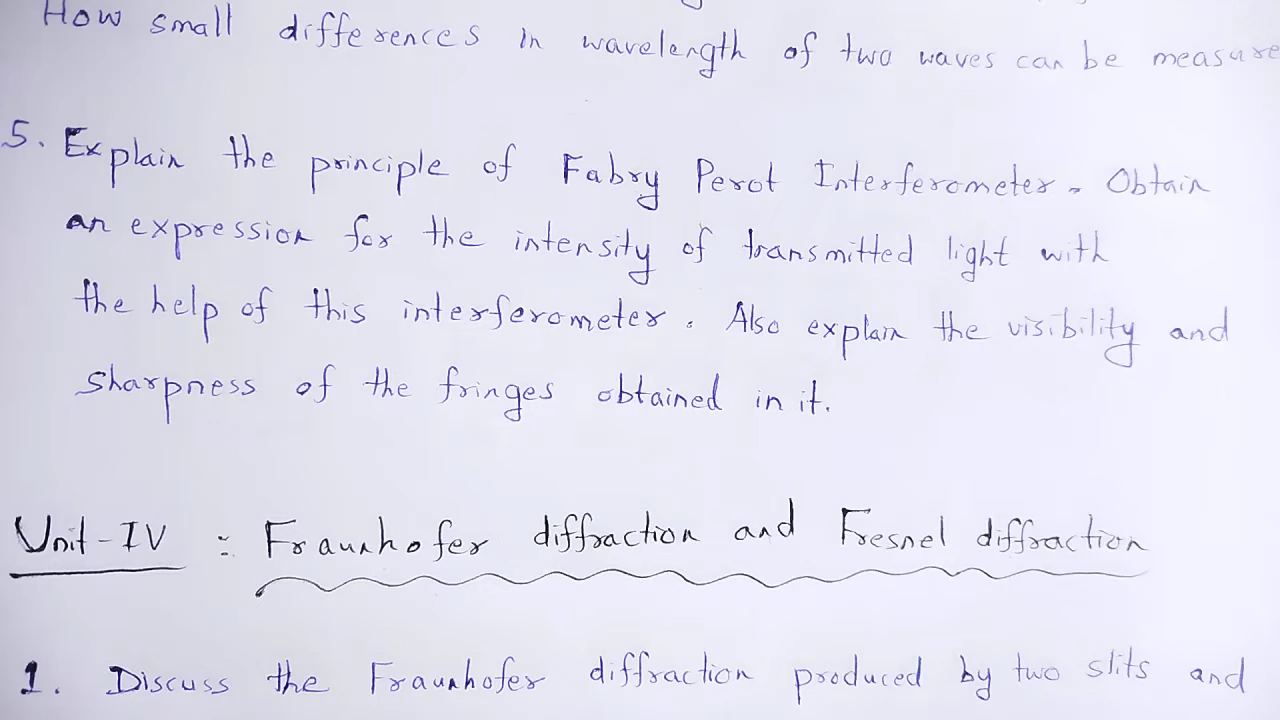 How small differences in wavelength of two waves can be measure
5. Explain the principle of Fabry Perot Interferometer. Obtain
an expression for the intensity of transmitted light with
the help of this interferometer. Also explain the visibility and
sharpness of the fringes obtained in it.
Unit-IV : Fraunhofer diffraction and Fresnel diffraction
1. Discuss the Fraunhofer diffraction produced by two slits and